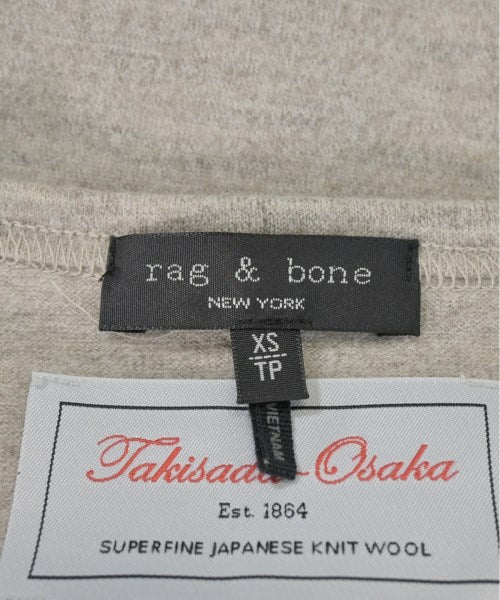 rag & bone
NEW YORK
XS
TP
VIETNAM
Takisada-Osaka
Est. 1864
SUPERFINE JAPANESE KNIT WOOL